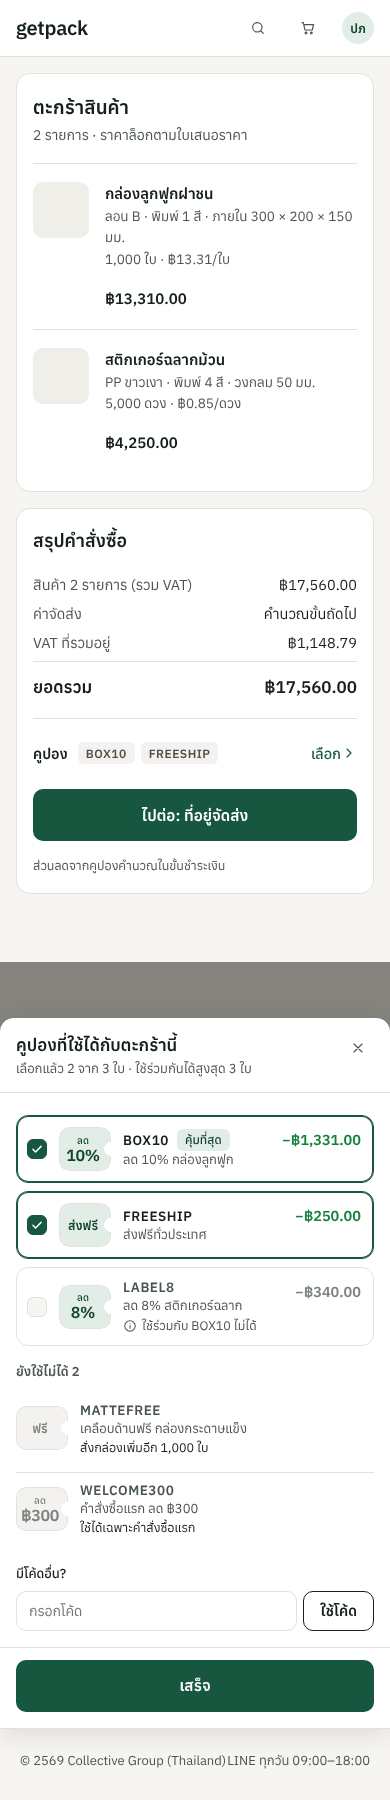 getpack
ปภ
ตะกร้าสินค้า
2 รายการ · ราคาล็อกตามใบเสนอราคา
กล่องลูกฟูกฝาชน
ลอน B · พิมพ์ 1 สี · ภายใน 300 × 200 × 150
มม.
1,000 ใบ · ฿13.31/ใบ
฿13,310.00
สติกเกอร์ฉลากม้วน
PP ขาวเงา · พิมพ์ 4 สี · วงกลม 50 มม.
5,000 ดวง · ฿0.85/ดวง
฿4,250.00
สรุปคำสั่งซื้อ
สินค้า 2 รายการ (รวม VAT) ฿17,560.00
ค่าจัดส่ง คำนวณขั้นถัดไป
VAT ที่รวมอยู่ ฿1,148.79
ยอดรวม ฿17,560.00
คูปอง BOX10 FREESHIP เลือก
ไปต่อ: ที่อยู่จัดส่ง
ส่วนลดจากคูปองคำนวณในขั้นชำระเงิน
คูปองที่ใช้ได้กับตะกร้านี้
เลือกแล้ว 2 จาก 3 ใบ · ใช้ร่วมกันได้สูงสุด 3 ใบ
ลด
10%
BOX10 คุ้มที่สุด −฿1,331.00
ลด 10% กล่องลูกฟูก
ส่งฟรี
FREESHIP −฿250.00
ส่งฟรีทั่วประเทศ
ลด
8%
LABEL8 −฿340.00
ลด 8% สติกเกอร์ฉลาก
ใช้ร่วมกับ BOX10 ไม่ได้
ยังใช้ไม่ได้ 2
ฟรี
MATTEFREE
เคลือบด้านฟรี กล่องกระดาษแข็ง
สั่งกล่องเพิ่มอีก 1,000 ใบ
ลด
฿300
WELCOME300
คำสั่งซื้อแรก ลด ฿300
ใช้ได้เฉพาะคำสั่งซื้อแรก
มีโค้ดอื่น?
กรอกโค้ด ใช้โค้ด
เสร็จ
© 2569 Collective Group (Thailand) LINE ทุกวัน 09:00–18:00